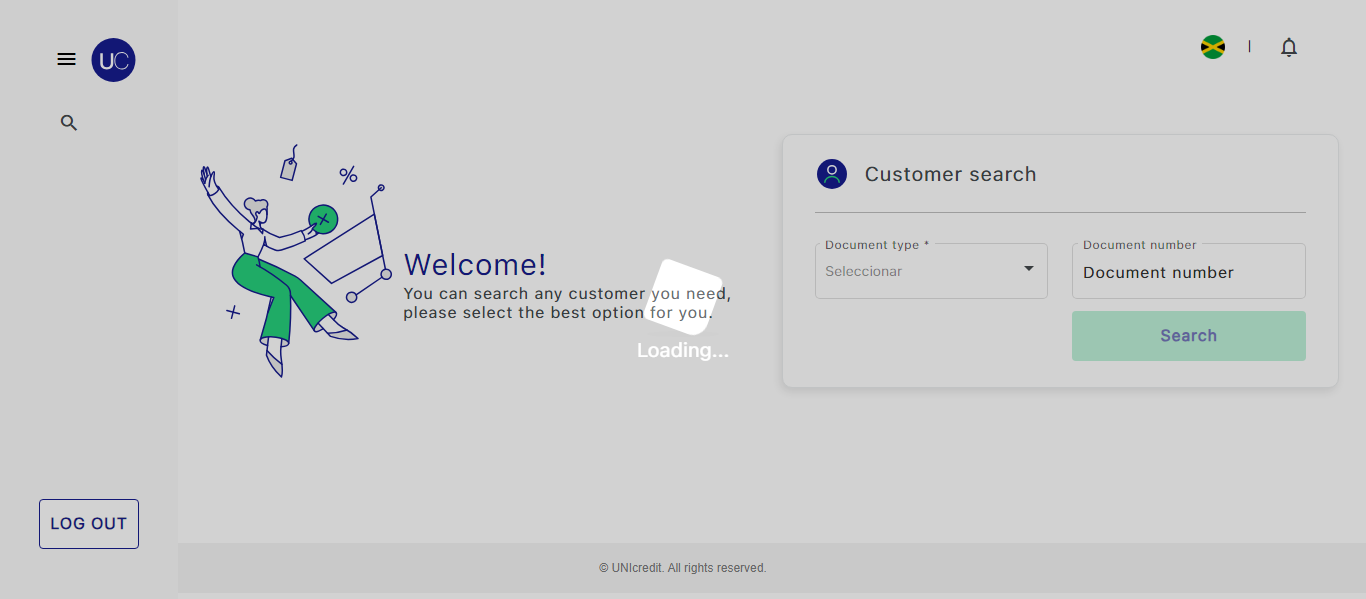 UC
Customer search
Document type *
Document number
Seleccionar
Document number
Welcome!
You can search any customer you need,
please select the best option for you.
Search
Loading...
LOG OUT
© UNIcredit. All rights reserved.